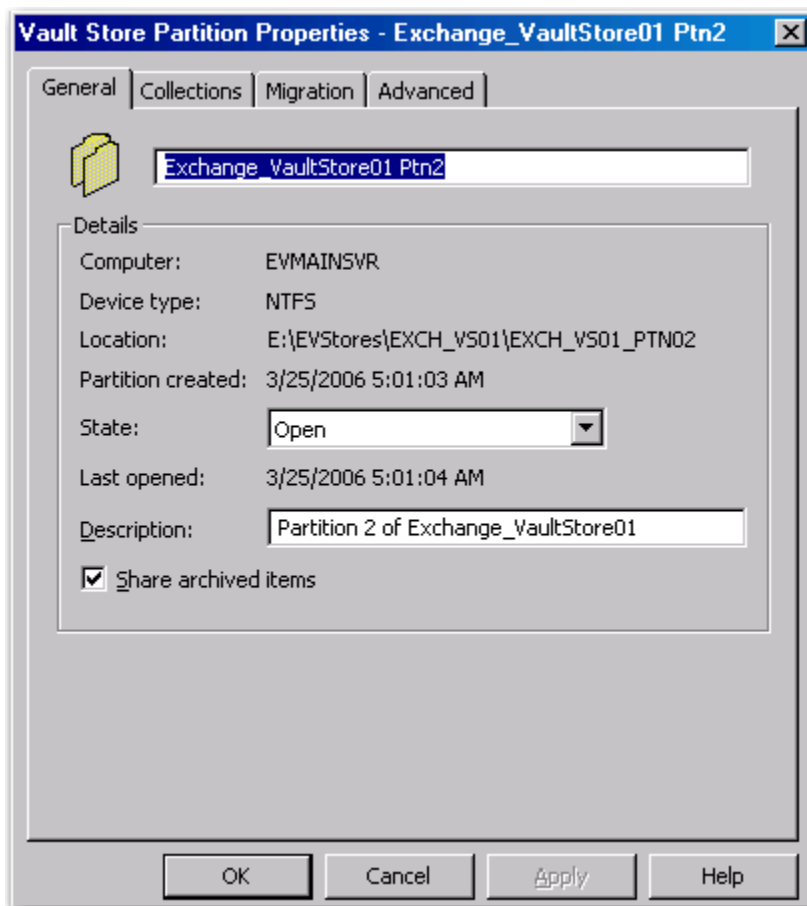 Vault Store Partition Properties - Exchange_VaultStore01 Ptn2
General Collections Migration Advanced
Exchange_VaultStore01 Ptn2
Details
Computer: EVMAINSVR
Device type: NTFS
Location: E:\EVStores\EXCH_VS01\EXCH_VS01_PTN02
Partition created: 3/25/2006 5:01:03 AM
State: Open
Last opened: 3/25/2006 5:01:04 AM
Description: Partition 2 of Exchange_VaultStore01
Share archived items
OK Cancel Apply Help